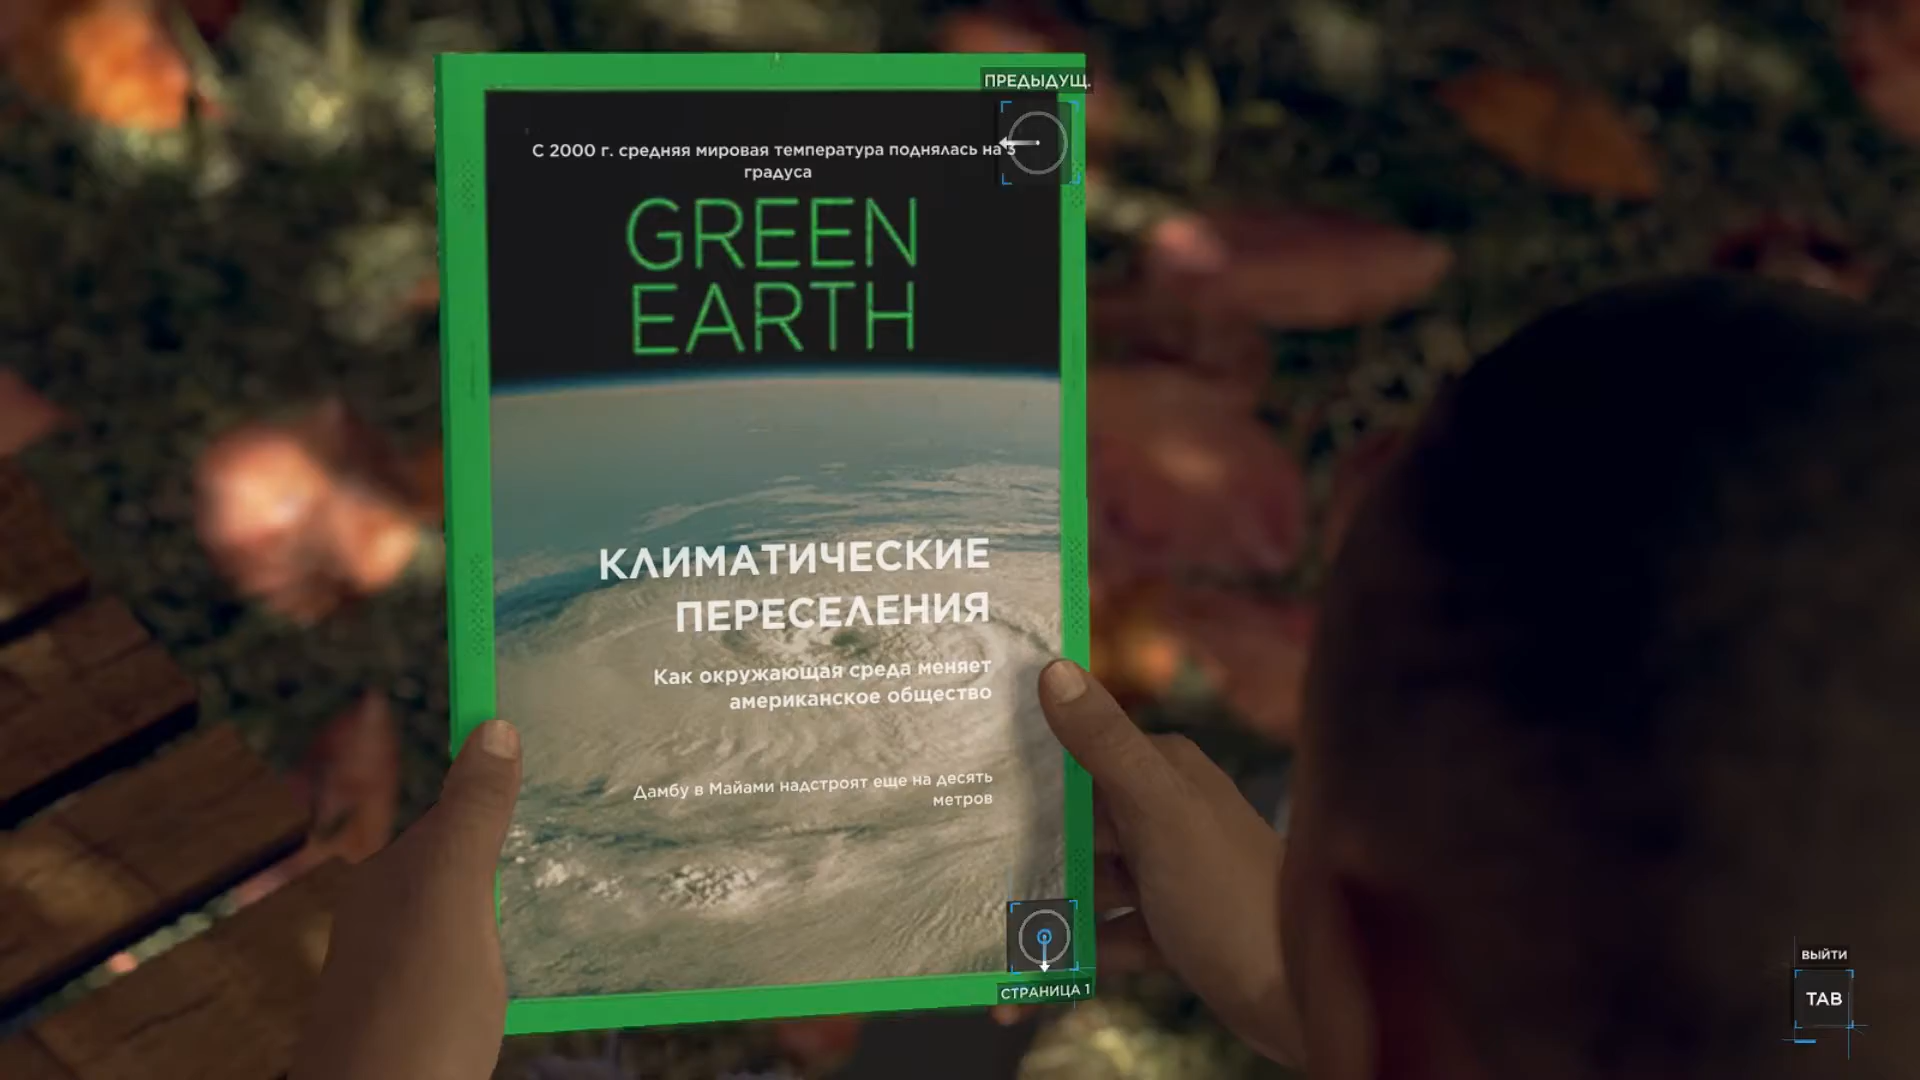 ПРЕДЫДУЩ.
С 2000 г. средняя мировая температура поднялась на 3
градуса
GREEN
EARTH
КЛИМАТИЧЕСКИЕ
ПЕРЕСЕЛЕНИЯ
Как окружающая среда меняет
американское общество
Дамбу в Майами надстроят еще на десять
метров
СТРАНИЦА 1
ВЫЙТИ
TAB